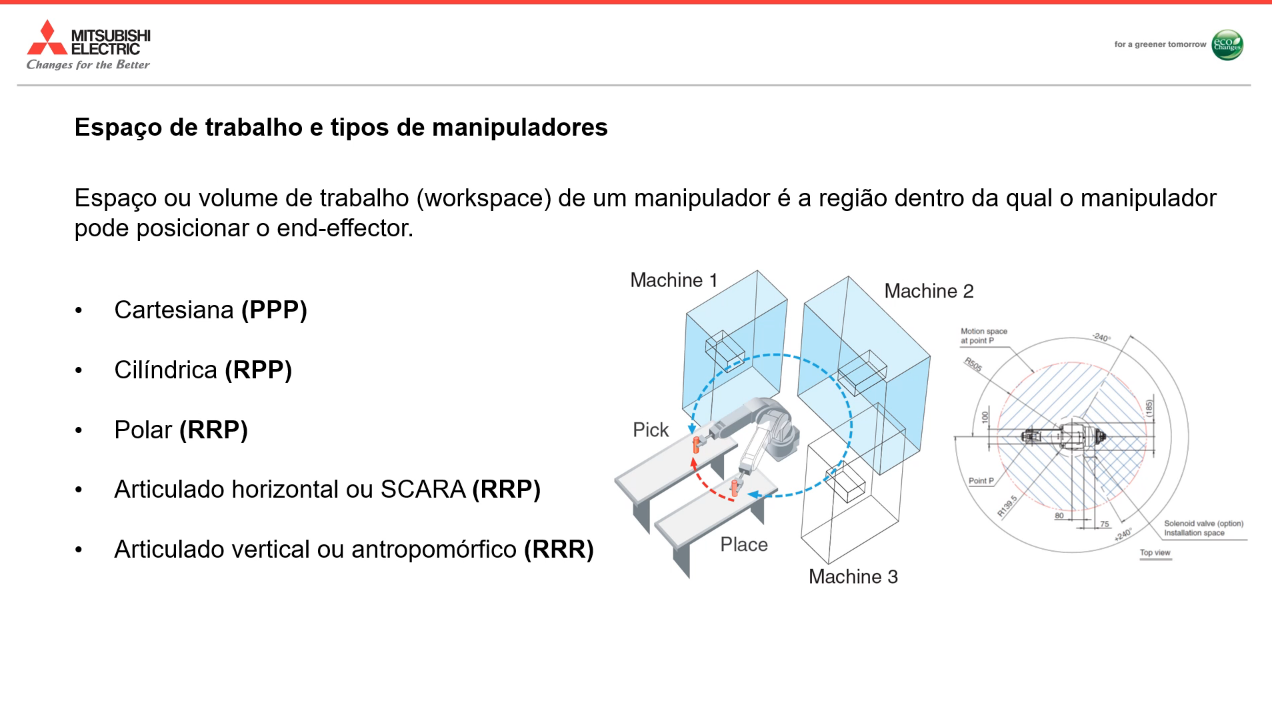 MITSUBISHI
ELECTRIC
Changes for the Better
for a greener tomorrow
eco
Changes
Espaço de trabalho e tipos de manipuladores
Espaço ou volume de trabalho (workspace) de um manipulador é a região dentro da qual o manipulador
pode posicionar o end-effector.
• Cartesiana (PPP)
• Cilíndrica (RPP)
• Polar (RRP)
• Articulado horizontal ou SCARA (RRP)
• Articulado vertical ou antropomórfico (RRR)
Machine 1
Machine 2
Pick
Place
Machine 3
Motion space
at point P
-240°
R505
100
(185)
Point P
R139.5
80
75
+240°
Solenoid valve (option)
Installation space
Top view